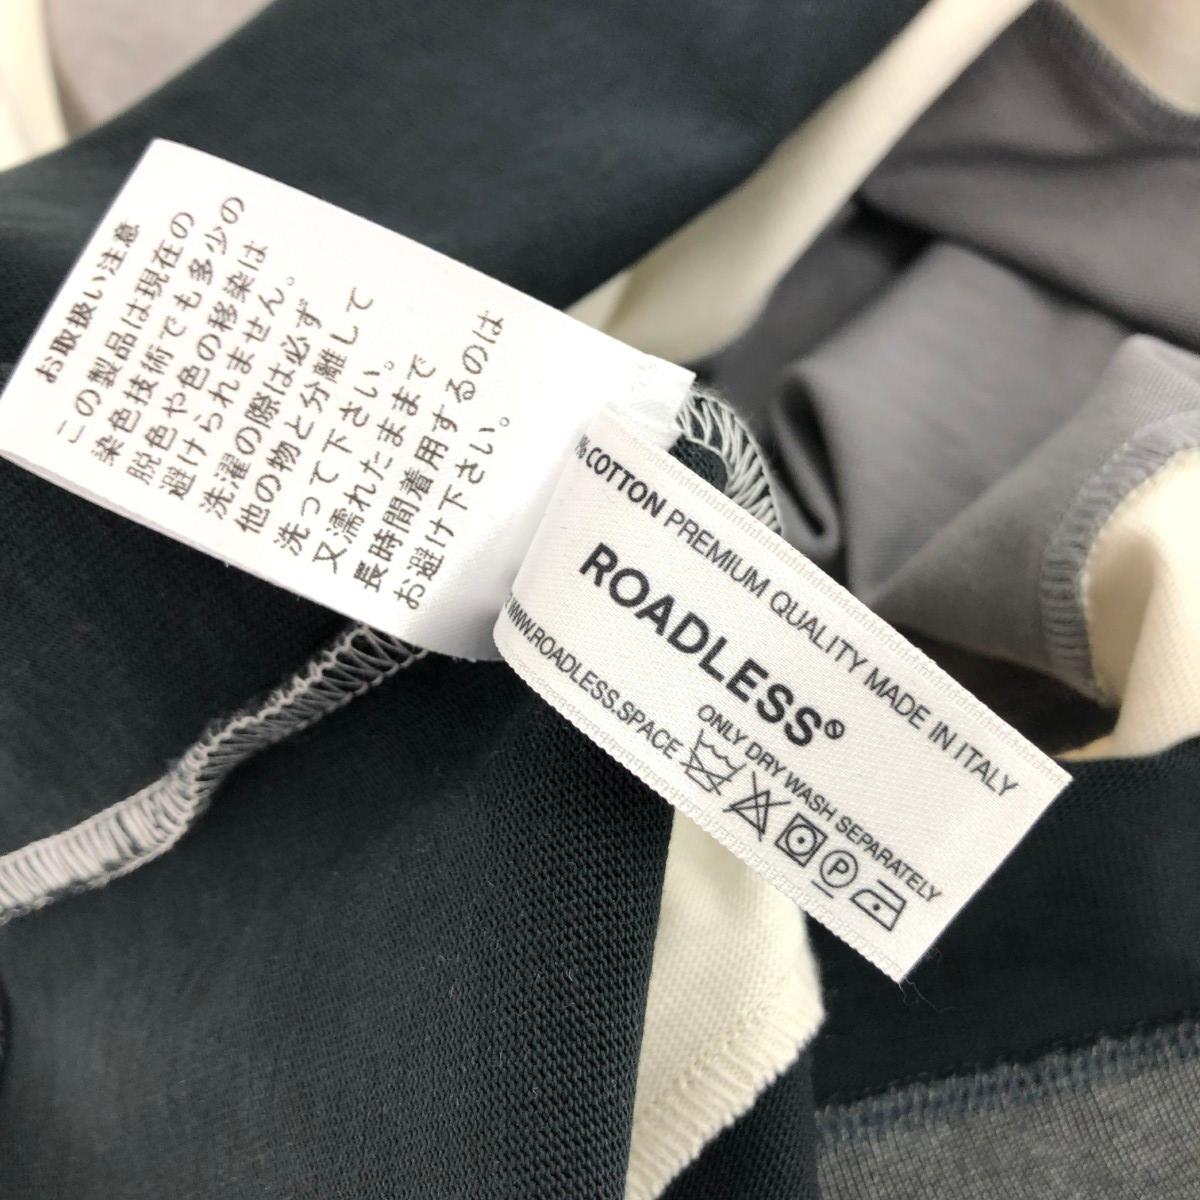 お取扱い注意
この製品は現在の
染色技術でも多少の
脱色や色の移染は
避けられません。
洗濯の際は必ず
他の物と分離して
洗って下さい。
又濡れたままで
長時間着用するのは
お避け下さい。
% COTTON PREMIUM QUALITY MADE IN ITALY
ROADLESS®
ONLY DRY WASH SEPARATELY
WWW.ROADLESS.SPACE
P